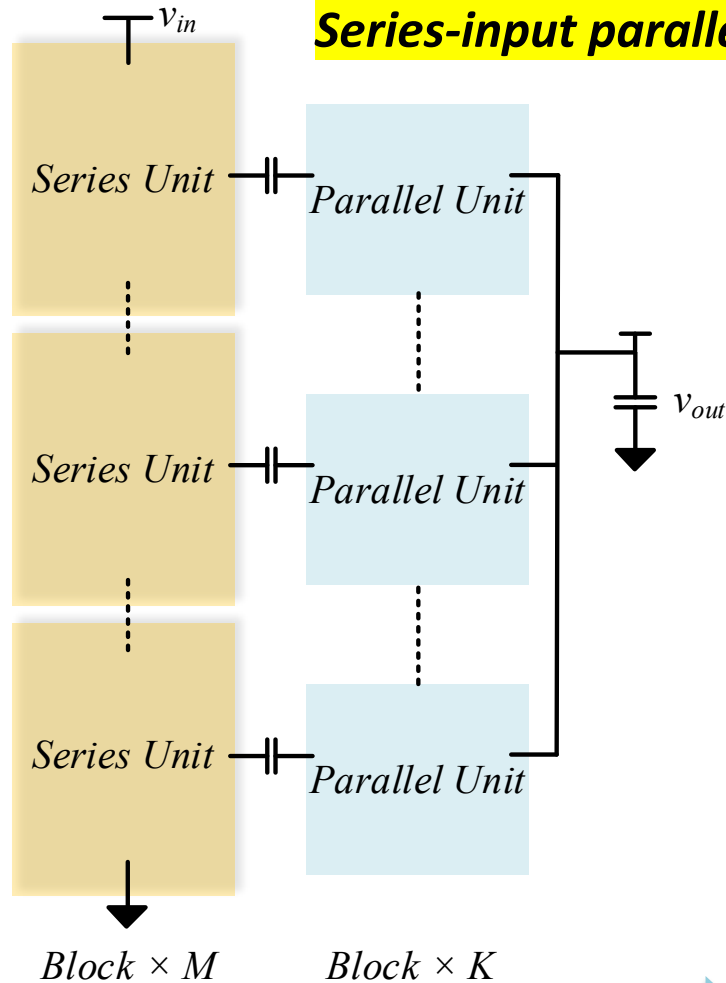 v_in
Series-input paralle
Series Unit
Parallel Unit
v_out
Series Unit
Parallel Unit
Series Unit
Parallel Unit
Block × M
Block × K